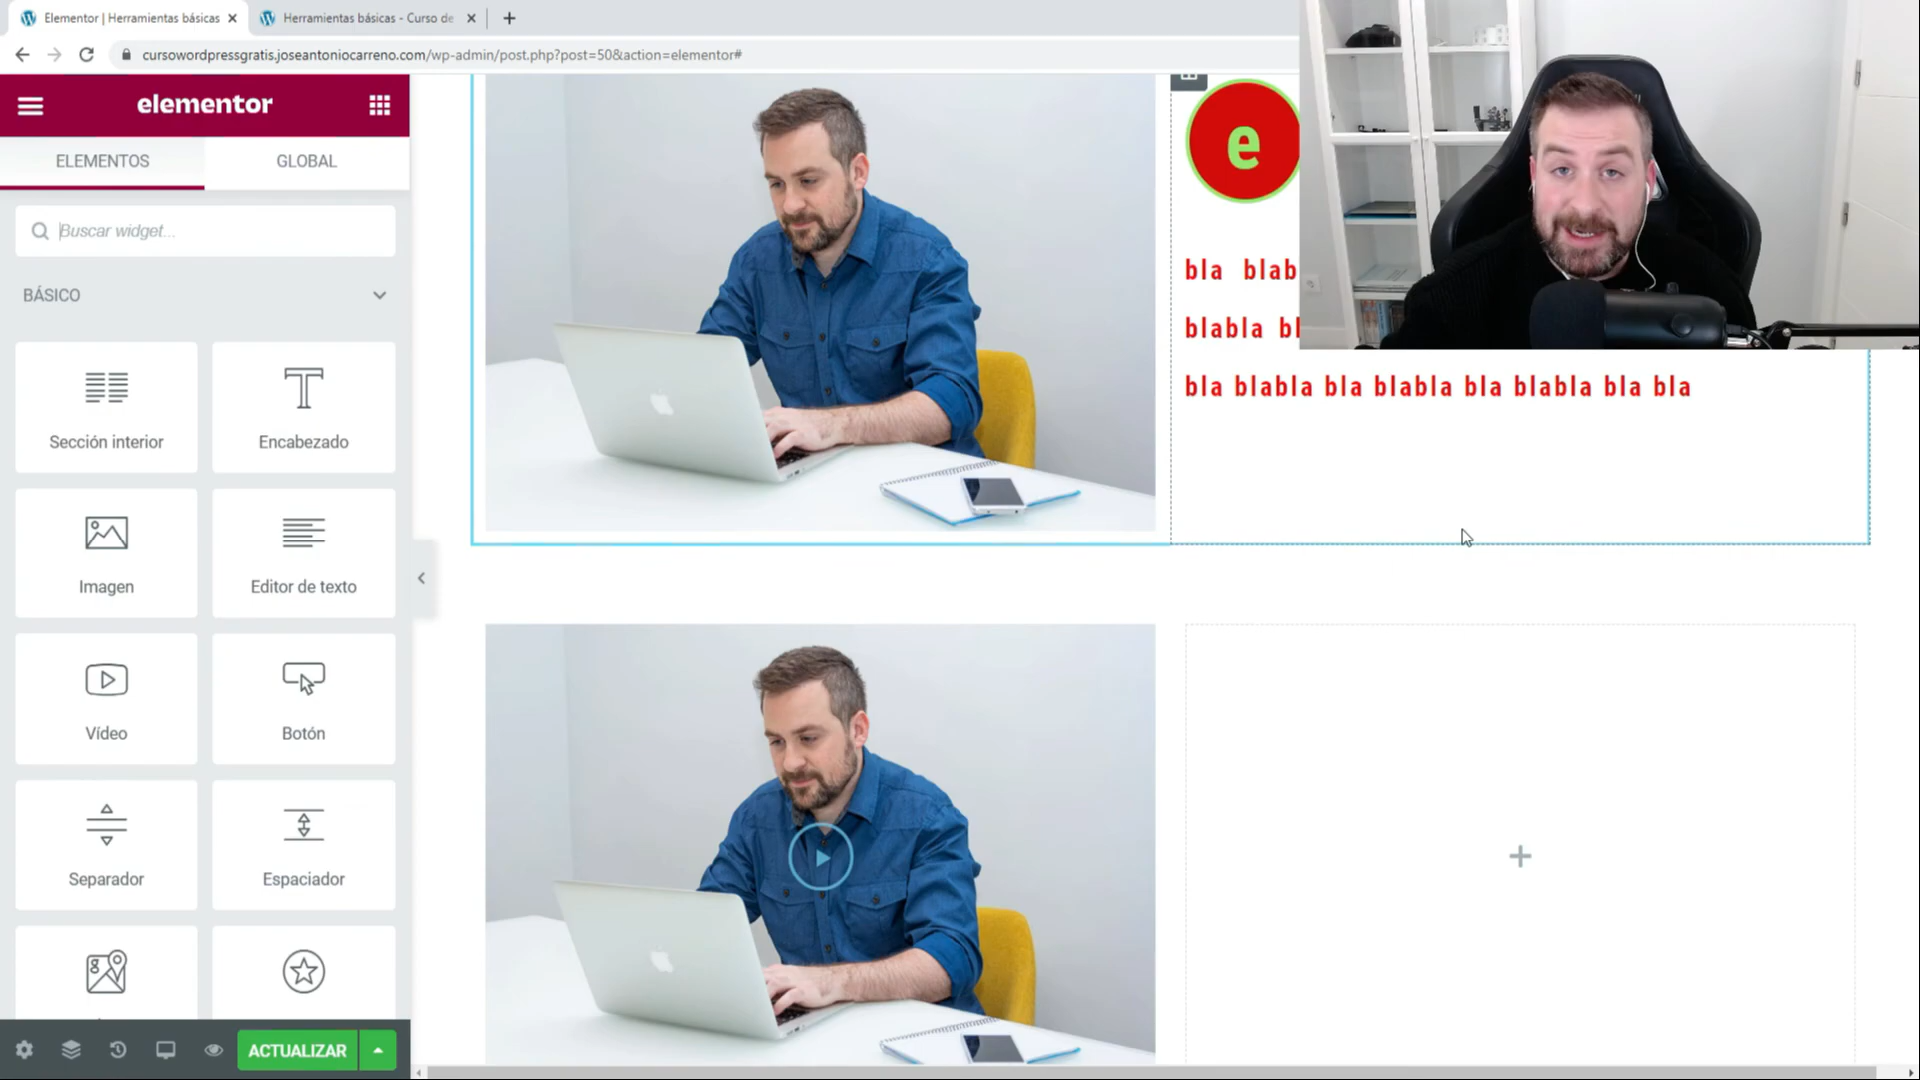 Elementor | Herramientas básicas
Herramientas básicas - Curso de
cursowordpressgratis.joseantoniocarreno.com/wp-admin/post.php?post=50&action=elementor#
elementor
ELEMENTOS
GLOBAL
Buscar widget...
BÁSICO
Sección interior
Encabezado
Imagen
Editor de texto
Vídeo
Botón
Separador
Espaciador
ACTUALIZAR
e
bla blab
blabla bl
bla blabla bla blabla bla blabla bla bla